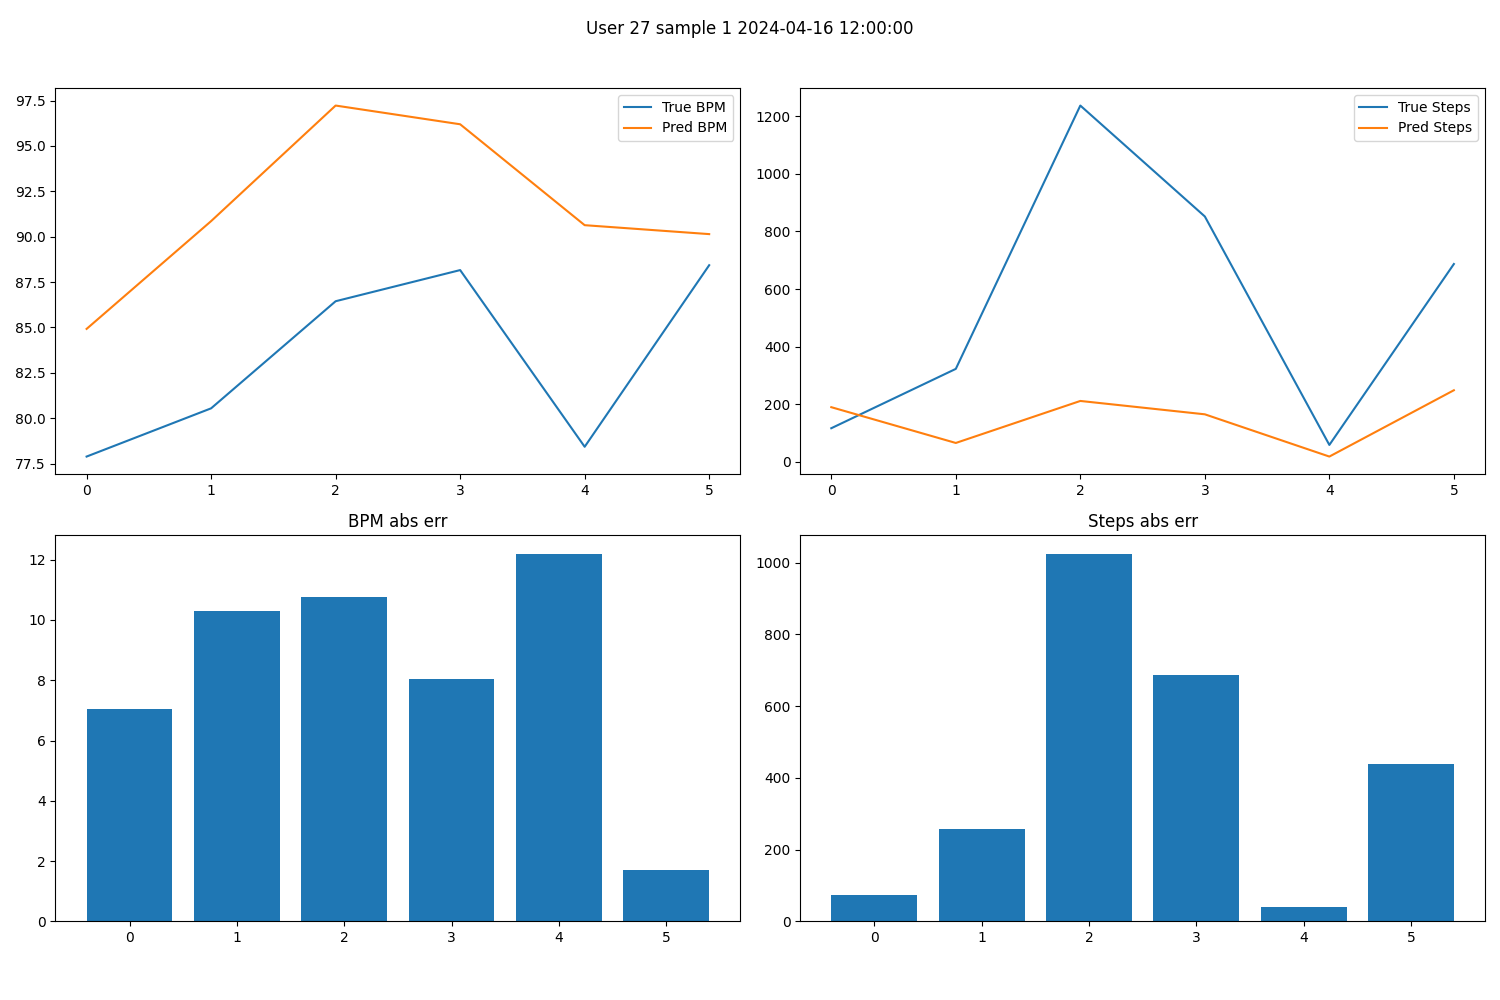 User 27 sample 1 2024-04-16 12:00:00
97.5
95.0
92.5
90.0
87.5
85.0
82.5
80.0
77.5
0 1 2 3 4 5
True BPM
Pred BPM
1200
1000
800
600
400
200
0
0 1 2 3 4 5
True Steps
Pred Steps
BPM abs err
12
10
8
6
4
2
0
0 1 2 3 4 5
Steps abs err
1000
800
600
400
200
0
0 1 2 3 4 5